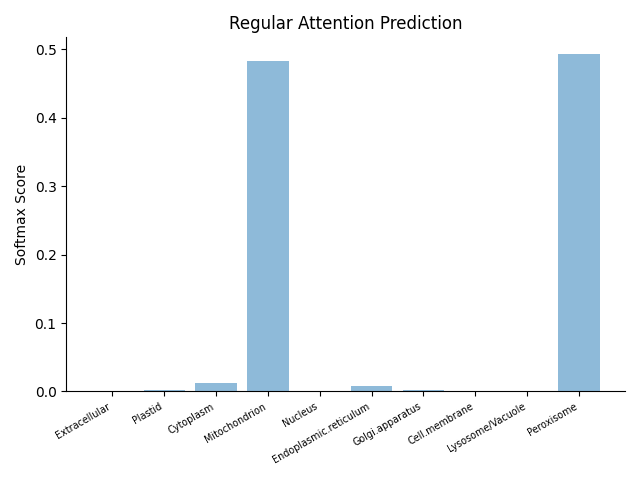 Regular Attention Prediction
Softmax Score
0.5
0.4
0.3
0.2
0.1
0.0
Extracellular
Plastid
Cytoplasm
Mitochondrion
Nucleus
Endoplasmic.reticulum
Golgi.apparatus
Cell.membrane
Lysosome/Vacuole
Peroxisome